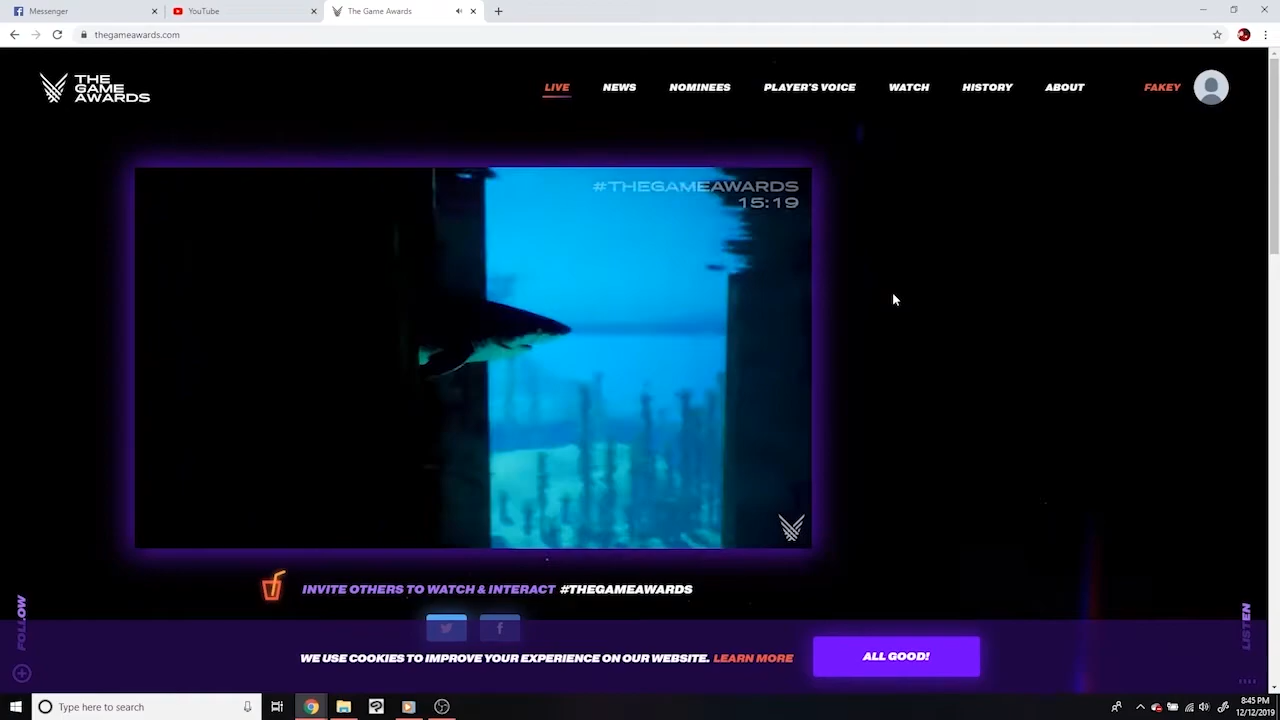 Messenger
YouTube
The Game Awards
thegameawards.com
THE
GAME
AWARDS
LIVE
NEWS
NOMINEES
PLAYER'S VOICE
WATCH
HISTORY
ABOUT
FAKEY
#THEGAMEAWARDS
15:19
INVITE OTHERS TO WATCH & INTERACT #THEGAMEAWARDS
FOLLOW
LISTEN
WE USE COOKIES TO IMPROVE YOUR EXPERIENCE ON OUR WEBSITE. LEARN MORE
ALL GOOD!
Type here to search
8:45 PM
12/12/2019